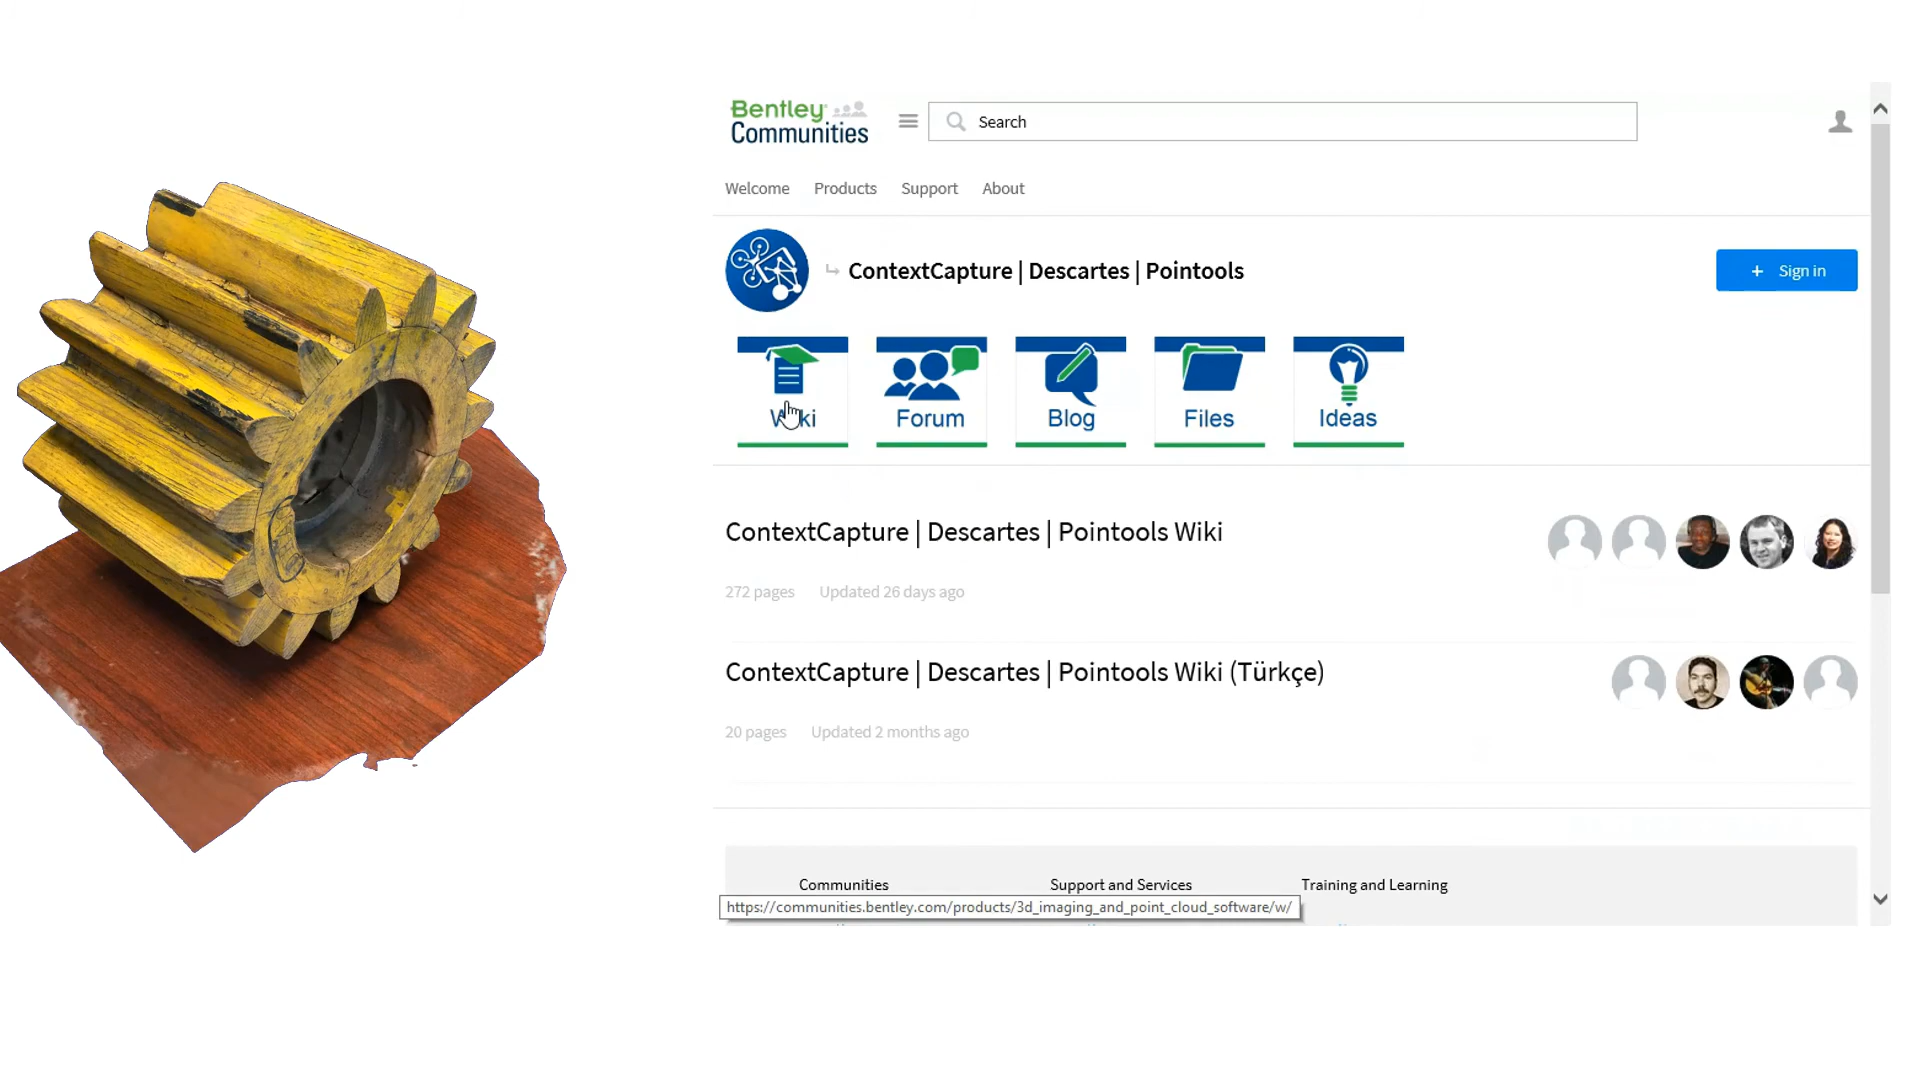 Bentley
Communities
Search
Welcome Products Support About
ContextCapture | Descartes | Pointools
+ Sign in
Wiki Forum Blog Files Ideas
ContextCapture | Descartes | Pointools Wiki
272 pages Updated 26 days ago
ContextCapture | Descartes | Pointools Wiki (Türkçe)
20 pages Updated 2 months ago
Communities Support and Services Training and Learning
https://communities.bentley.com/products/3d_imaging_and_point_cloud_software/w/